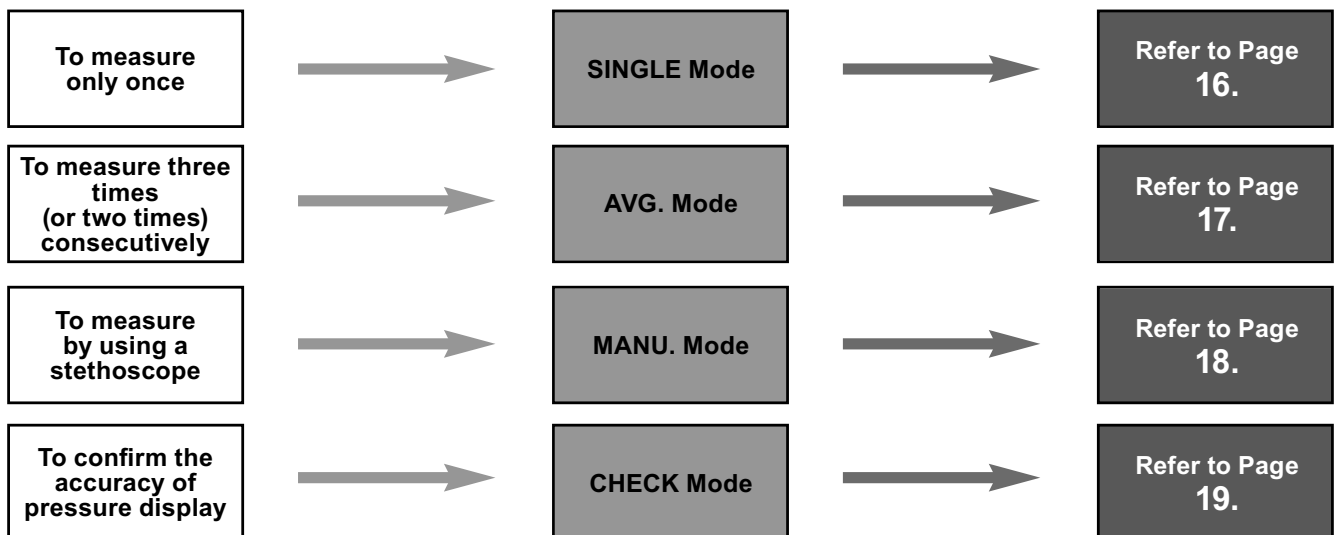 To measure
only once
SINGLE Mode
Refer to Page
16.
To measure three
times
(or two times)
consecutively
AVG. Mode
Refer to Page
17.
To measure
by using a
stethoscope
MANU. Mode
Refer to Page
18.
To confirm the
accuracy of
pressure display
CHECK Mode
Refer to Page
19.